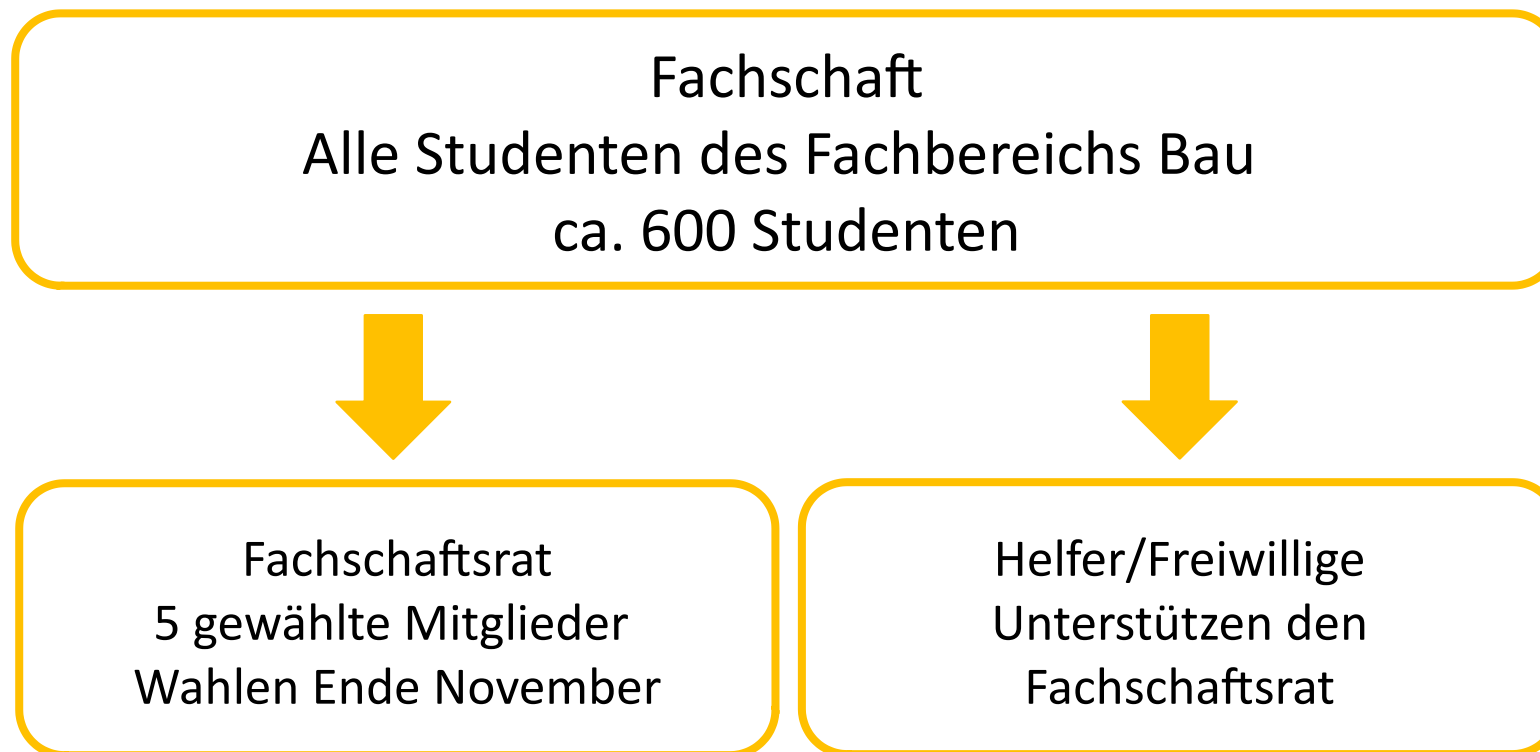 Fachschaft
Alle Studenten des Fachbereichs Bau
ca. 600 Studenten
Fachschaftsrat
5 gewählte Mitglieder
Wahlen Ende November
Helfer/Freiwillige
Unterstützen den
Fachschaftsrat